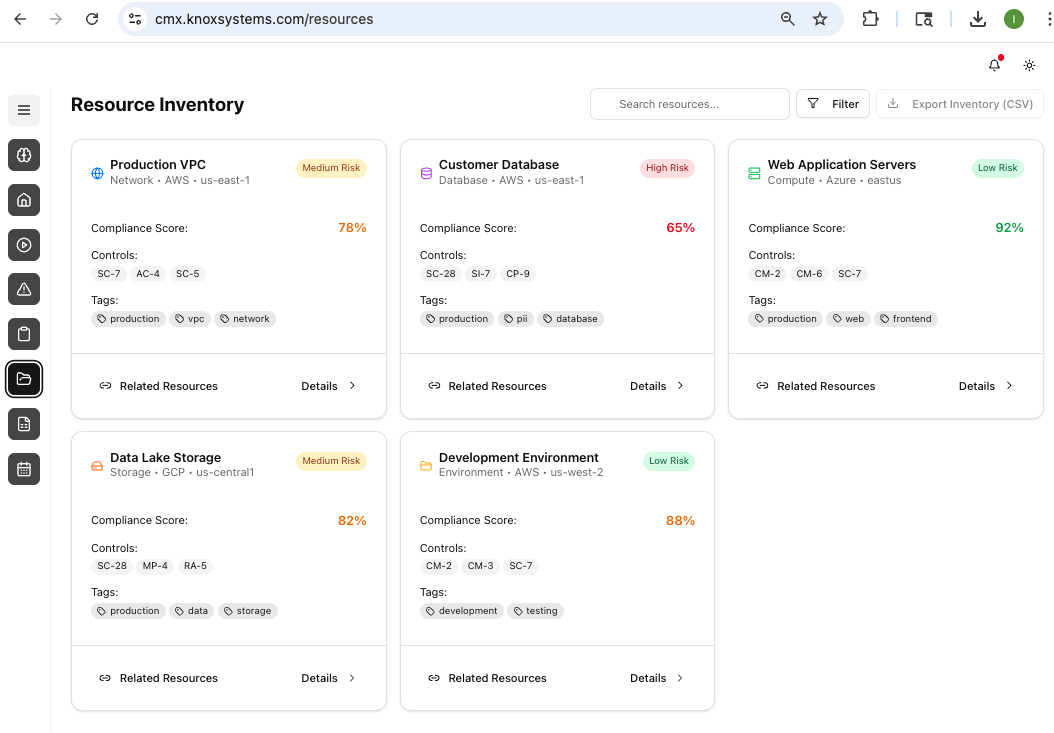 cmx.knoxsystems.com/resources
I
Resource Inventory
Search resources...
Filter
Export Inventory (CSV)
Production VPC
Medium Risk
Network • AWS • us-east-1
Compliance Score: 78%
Controls:
SC-7 AC-4 SC-5
Tags:
production vpc network
Related Resources Details
Customer Database
High Risk
Database • AWS • us-east-1
Compliance Score: 65%
Controls:
SC-28 SI-7 CP-9
Tags:
production pii database
Related Resources Details
Web Application Servers
Low Risk
Compute • Azure • eastus
Compliance Score: 92%
Controls:
CM-2 CM-6 SC-7
Tags:
production web frontend
Related Resources Details
Data Lake Storage
Medium Risk
Storage • GCP • us-central1
Compliance Score: 82%
Controls:
SC-28 MP-4 RA-5
Tags:
production data storage
Related Resources Details
Development Environment
Low Risk
Environment • AWS • us-west-2
Compliance Score: 88%
Controls:
CM-2 CM-3 SC-7
Tags:
development testing
Related Resources Details